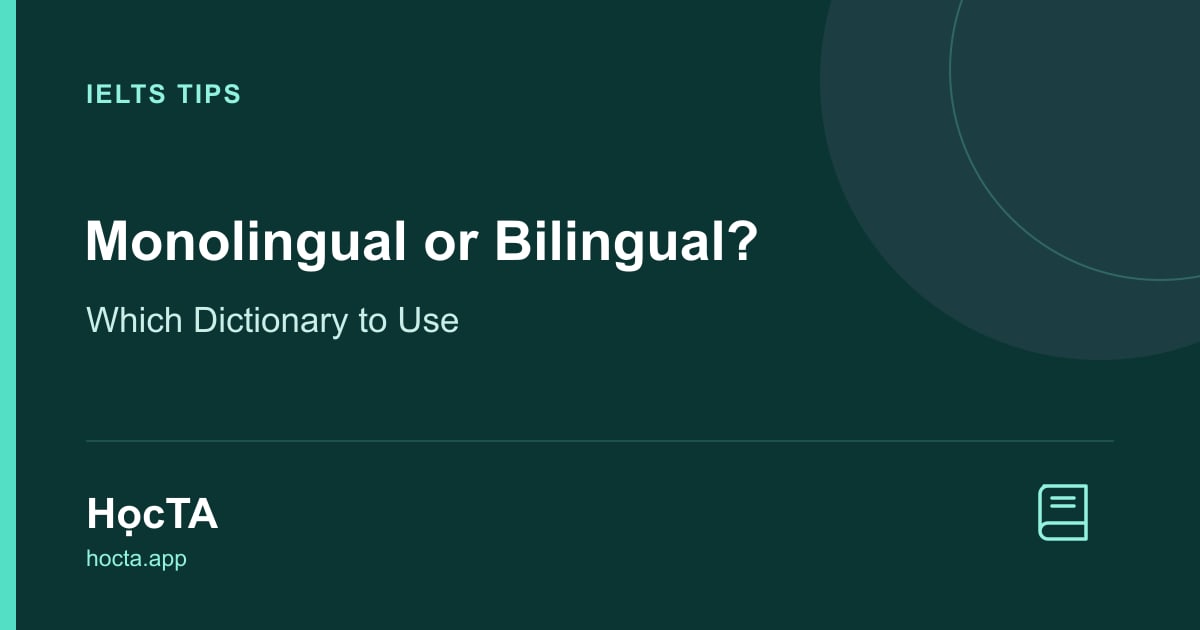 IELTS TIPS
Monolingual or Bilingual?
Which Dictionary to Use
HọcTA
hocta.app